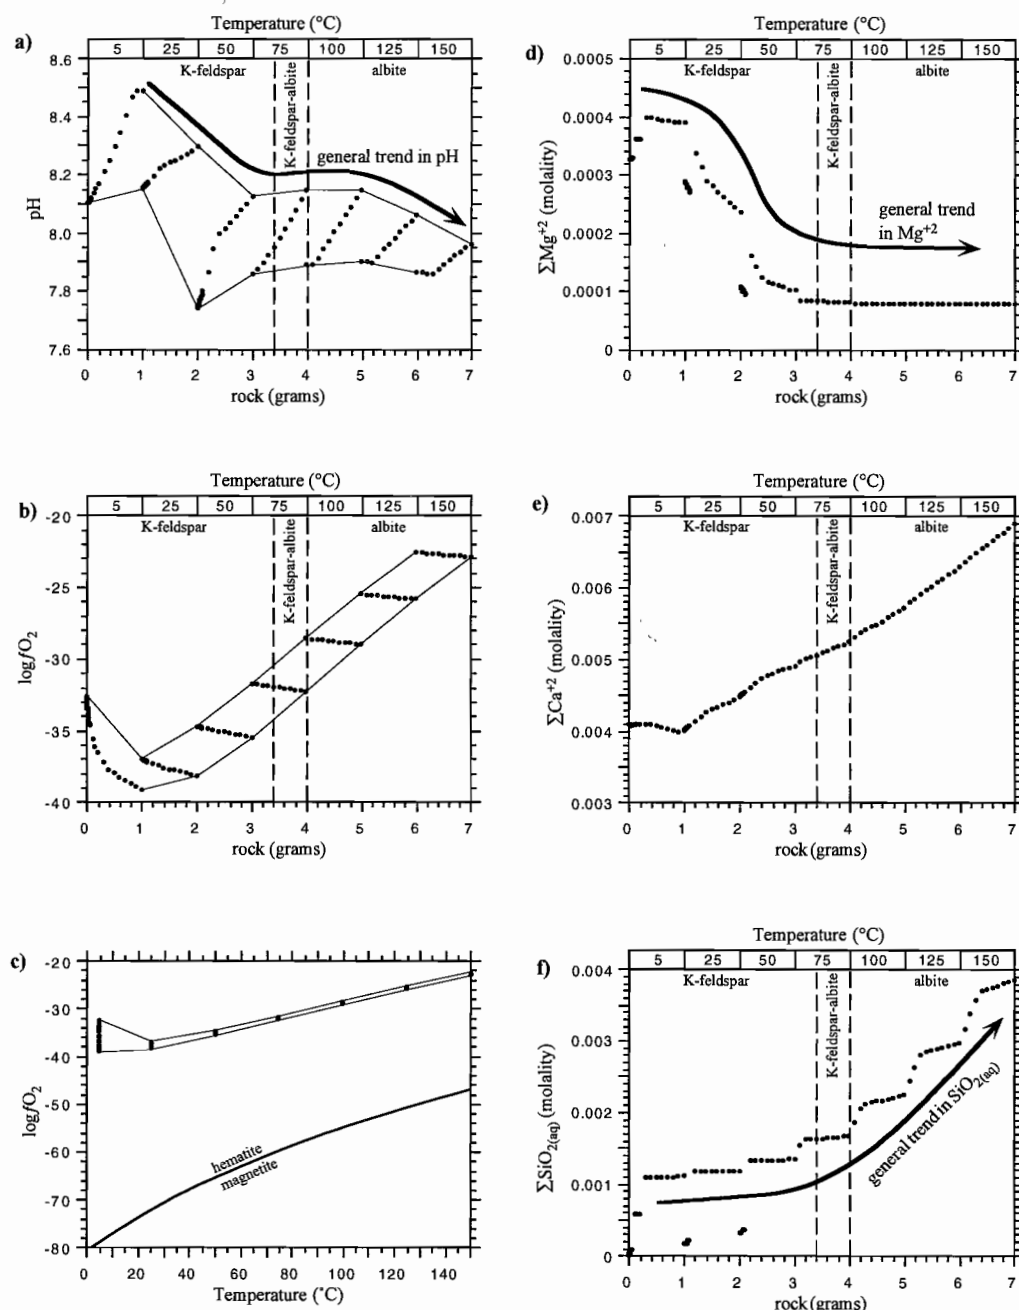 Temperature (°C)
a)
5 25 50 75 100 125 150
8.6
K-feldspar
K-feldspar-albite
albite
8.4
general trend in pH
8.2
pH
8.0
7.8
7.6
0 1 2 3 4 5 6 7
rock (grams)
Temperature (°C)
b)
5 25 50 75 100 115 150
-20
K-feldspar
K-feldspar-albite
albite
-25
logfO2
-30
-35
-40
0 1 2 3 4 5 6 7
rock (grams)
c)
-20
-30
-40
logfO2
-50
hematite
-60
magnetite
-70
-80
0 20 40 60 80 100 120 140
Temperature (°C)
Temperature (°C)
d)
5 25 50 75 100 125 150
0.0005
K-feldspar
K-feldspar-albite
albite
0.0004
∑Mg+2 (molality)
0.0003
general trend
in Mg+2
0.0002
0.0001
0
0 1 2 3 4 5 6 7
rock (grams)
Temperature (°C)
e)
5 25 50 75 100 125 150
0.007
K-feldspar
K-feldspar-albite
albite
0.006
∑Ca+2 (molality)
0.005
0.004
0.003
0 1 2 3 4 5 6 7
rock (grams)
Temperature (°C)
f)
5 25 50 75 100 125 150
0.004
K-feldspar
K-feldspar-albite
albite
0.003
∑SiO2(aq) (molality)
0.002
general trend in SiO2(aq)
0.001
0
0 1 2 3 4 5 6 7
rock (grams)